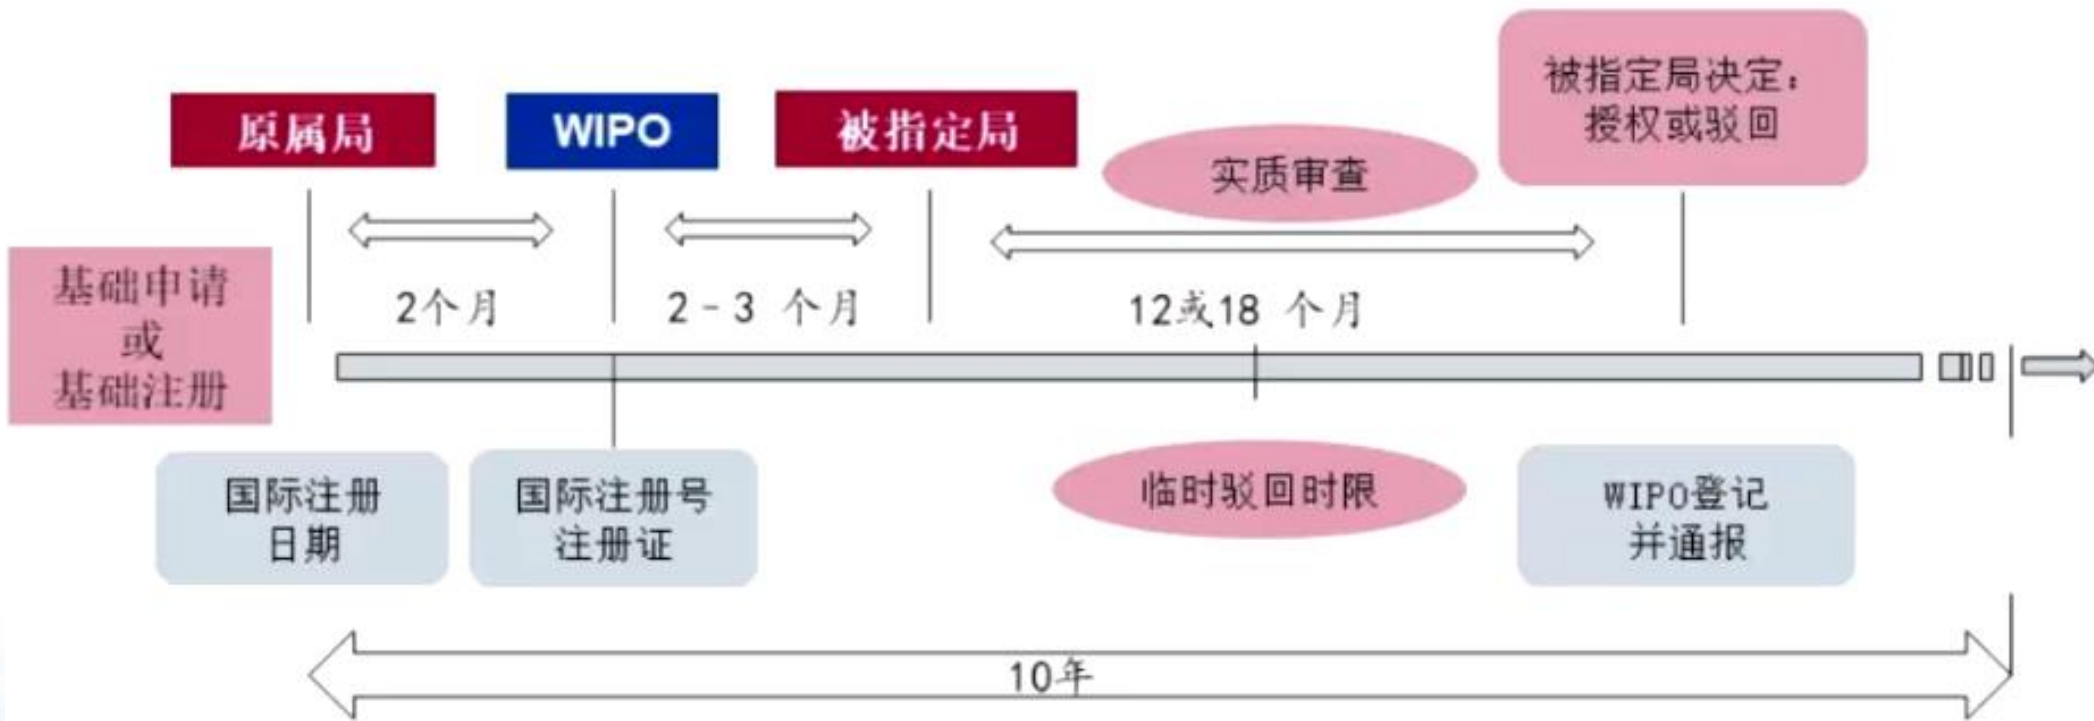 原属局
WIPO
被指定局
实质审查
被指定局决定：
授权或驳回
基础申请
或
基础注册
2个月
2-3 个月
12或18 个月
国际注册
日期
国际注册号
注册证
临时驳回时限
WIPO登记
并通报
10年